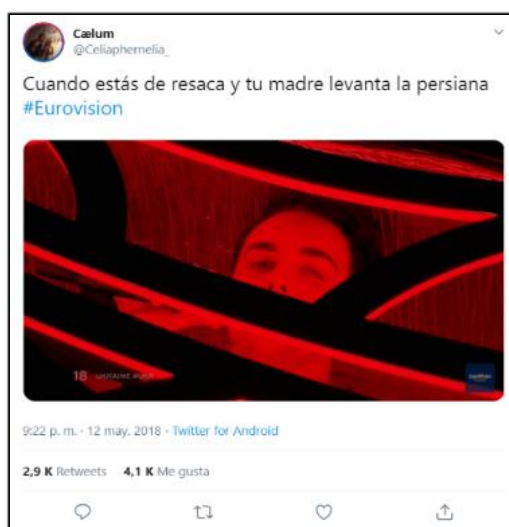 Cælum
@Celiaphernelia_
Cuando estás de resaca y tu madre levanta la persiana
#Eurovision
18 UKRAINE
9:22 p. m. · 12 may. 2018 · Twitter for Android
2,9 K Retweets 4,1 K Me gusta